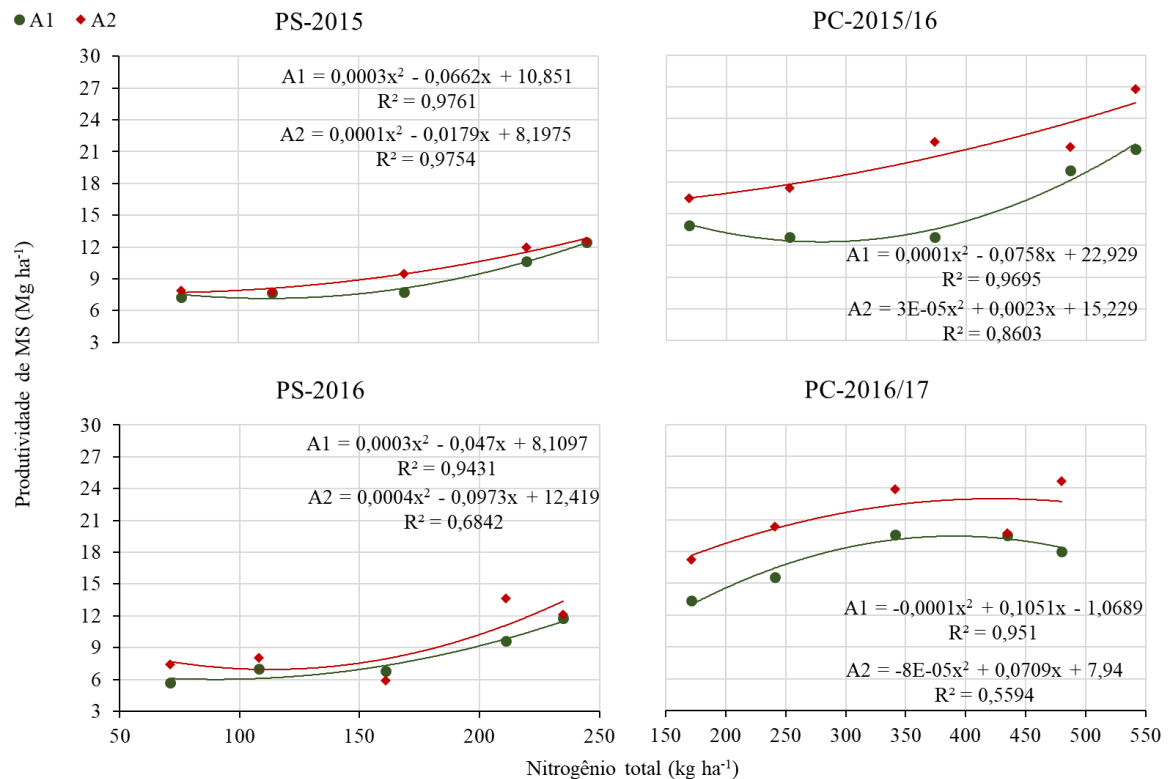 A1 A2
PS-2015
PC-2015/16
Produtividade de MS (Mg ha⁻¹)
30
27
24
21
18
15
12
9
6
3
A1 = 0,0003x² - 0,0662x + 10,851
R² = 0,9761
A2 = 0,0001x² - 0,0179x + 8,1975
R² = 0,9754
A1 = 0,0001x² - 0,0758x + 22,929
R² = 0,9695
A2 = 3E-05x² + 0,0023x + 15,229
R² = 0,8603
PS-2016
PC-2016/17
30
27
24
21
18
15
12
9
6
3
A1 = 0,0003x² - 0,047x + 8,1097
R² = 0,9431
A2 = 0,0004x² - 0,0973x + 12,419
R² = 0,6842
A1 = -0,0001x² + 0,1051x - 1,0689
R² = 0,951
A2 = -8E-05x² + 0,0709x + 7,94
R² = 0,5594
50 100 150 200 250
150 200 250 300 350 400 450 500 550
Nitrogênio total (kg ha⁻¹)